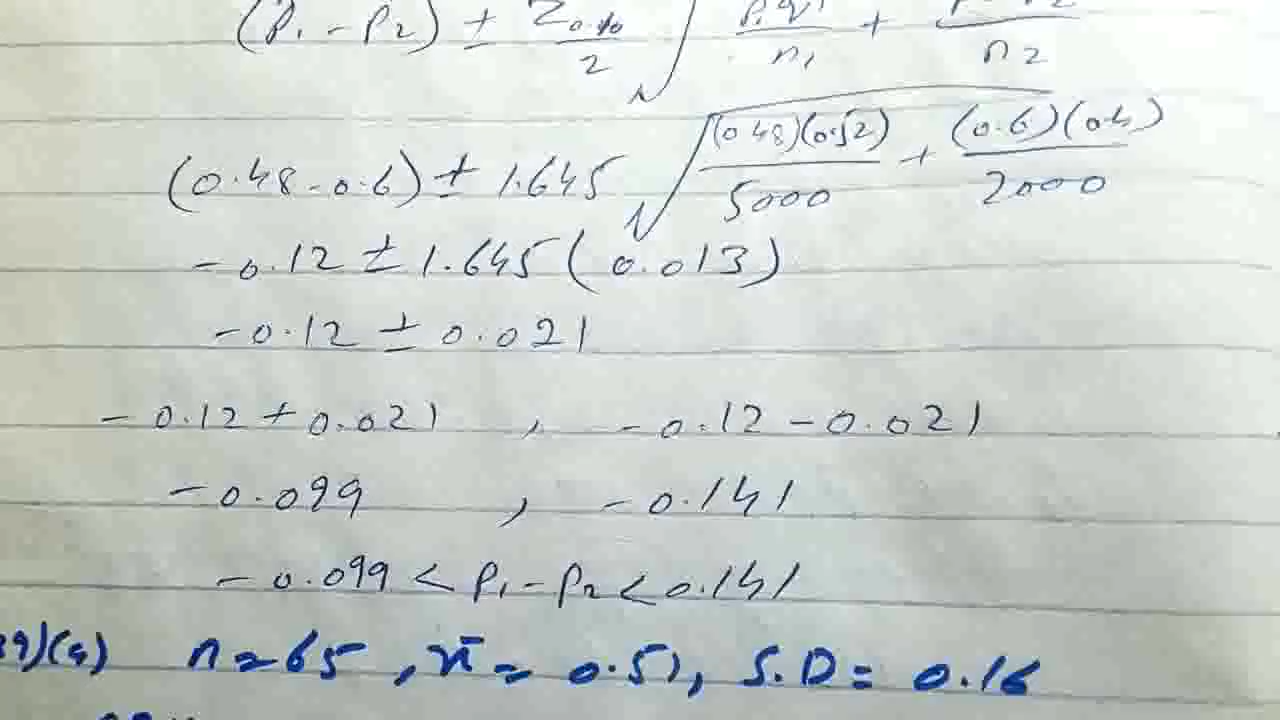 (p₁ - p₂) ± Z₀.₁₀/2 √ p₁q₁/n₁ + /n₂
(0.48 - 0.6) ± 1.645 √ (0.48)(0.52)/5000 + (0.6)(0.4)/2000
-0.12 ± 1.645 (0.013)
-0.12 ± 0.021
-0.12 + 0.021 , -0.12 - 0.021
-0.099 , -0.141
-0.099 < p₁ - p₂ < 0.141
n = 65 , x̄ = 0.51, S.D = 0.16